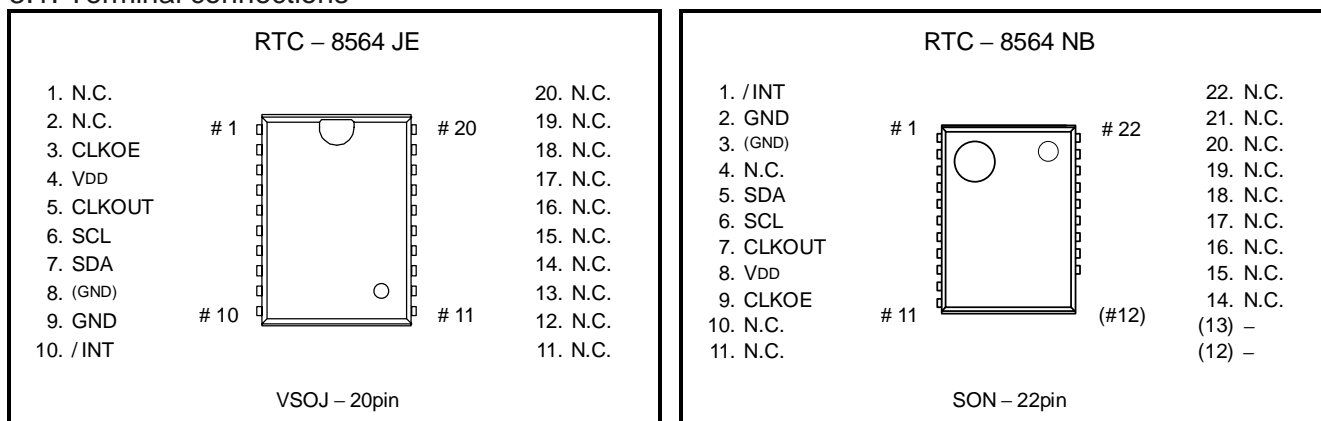 RTC – 8564 JE
1. N.C.
2. N.C.
3. CLKOE
4. VDD
5. CLKOUT
6. SCL
7. SDA
8. (GND)
9. GND
10. / INT
# 1
# 10
# 20
# 11
20. N.C.
19. N.C.
18. N.C.
17. N.C.
16. N.C.
15. N.C.
14. N.C.
13. N.C.
12. N.C.
11. N.C.
VSOJ – 20pin
RTC – 8564 NB
1. / INT
2. GND
3. (GND)
4. N.C.
5. SDA
6. SCL
7. CLKOUT
8. VDD
9. CLKOE
10. N.C.
11. N.C.
# 1
# 11
# 22
(#12)
22. N.C.
21. N.C.
20. N.C.
19. N.C.
18. N.C.
17. N.C.
16. N.C.
15. N.C.
14. N.C.
(13) –
(12) –
SON – 22pin